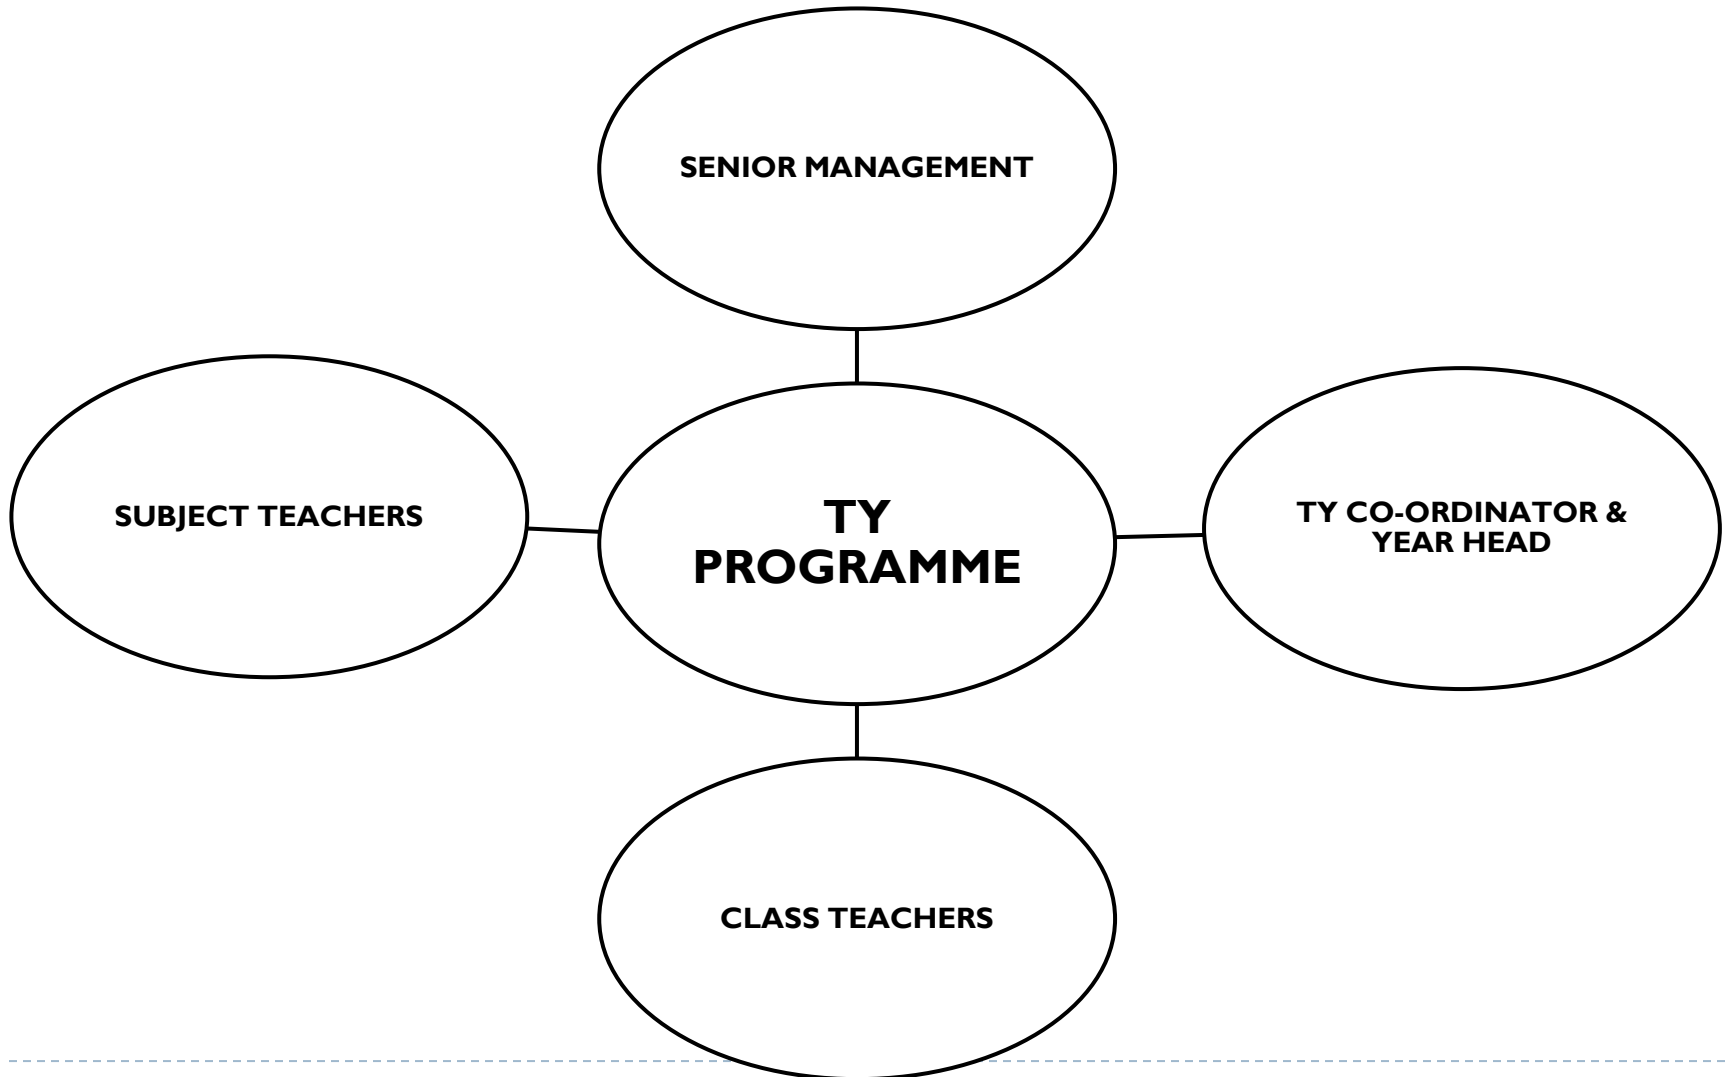 SENIOR MANAGEMENT
SUBJECT TEACHERS
TY
PROGRAMME
TY CO-ORDINATOR &
YEAR HEAD
CLASS TEACHERS